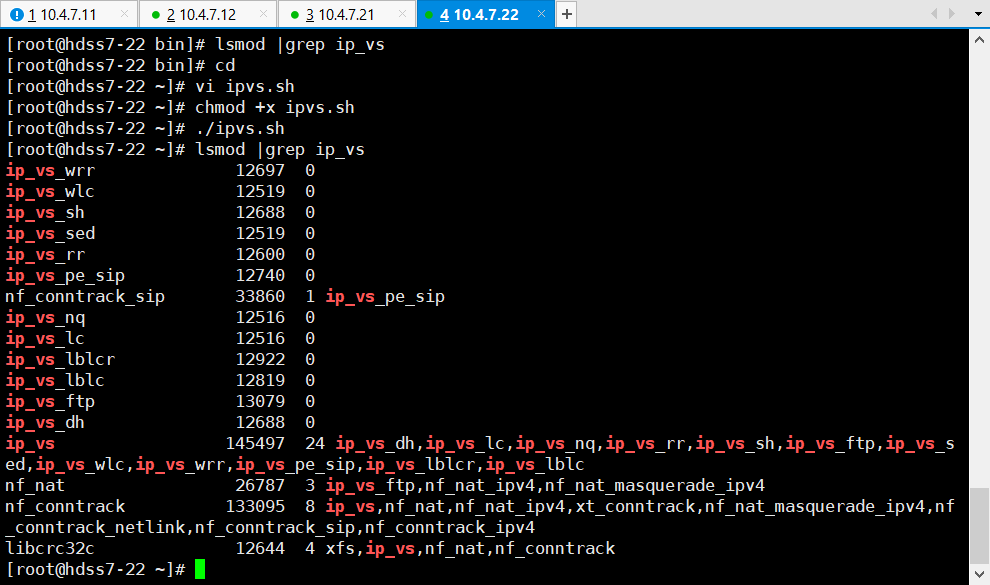 1 10.4.7.11 × 2 10.4.7.12 × 3 10.4.7.21 × 4 10.4.7.22 × +
[root@hdss7-22 bin]# lsmod |grep ip_vs
[root@hdss7-22 bin]# cd
[root@hdss7-22 ~]# vi ipvs.sh
[root@hdss7-22 ~]# chmod +x ipvs.sh
[root@hdss7-22 ~]# ./ipvs.sh
[root@hdss7-22 ~]# lsmod |grep ip_vs
ip_vs_wrr 12697 0
ip_vs_wlc 12519 0
ip_vs_sh 12688 0
ip_vs_sed 12519 0
ip_vs_rr 12600 0
ip_vs_pe_sip 12740 0
nf_conntrack_sip 33860 1 ip_vs_pe_sip
ip_vs_nq 12516 0
ip_vs_lc 12516 0
ip_vs_lblcr 12922 0
ip_vs_lblc 12819 0
ip_vs_ftp 13079 0
ip_vs_dh 12688 0
ip_vs 145497 24 ip_vs_dh,ip_vs_lc,ip_vs_nq,ip_vs_rr,ip_vs_sh,ip_vs_ftp,ip_vs_s
ed,ip_vs_wlc,ip_vs_wrr,ip_vs_pe_sip,ip_vs_lblcr,ip_vs_lblc
nf_nat 26787 3 ip_vs_ftp,nf_nat_ipv4,nf_nat_masquerade_ipv4
nf_conntrack 133095 8 ip_vs,nf_nat,nf_nat_ipv4,xt_conntrack,nf_nat_masquerade_ipv4,nf
_conntrack_netlink,nf_conntrack_sip,nf_conntrack_ipv4
libcrc32c 12644 4 xfs,ip_vs,nf_nat,nf_conntrack
[root@hdss7-22 ~]#